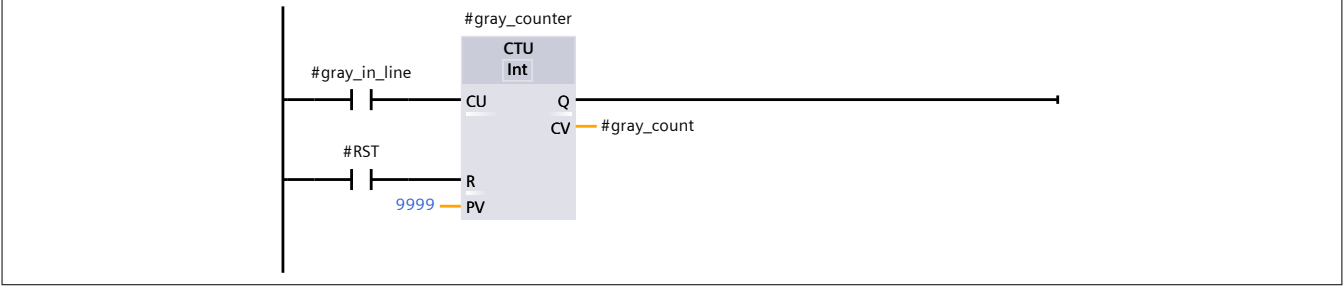 #gray_counter
CTU
Int
#gray_in_line
CU Q
CV #gray_count
#RST
R
9999 PV